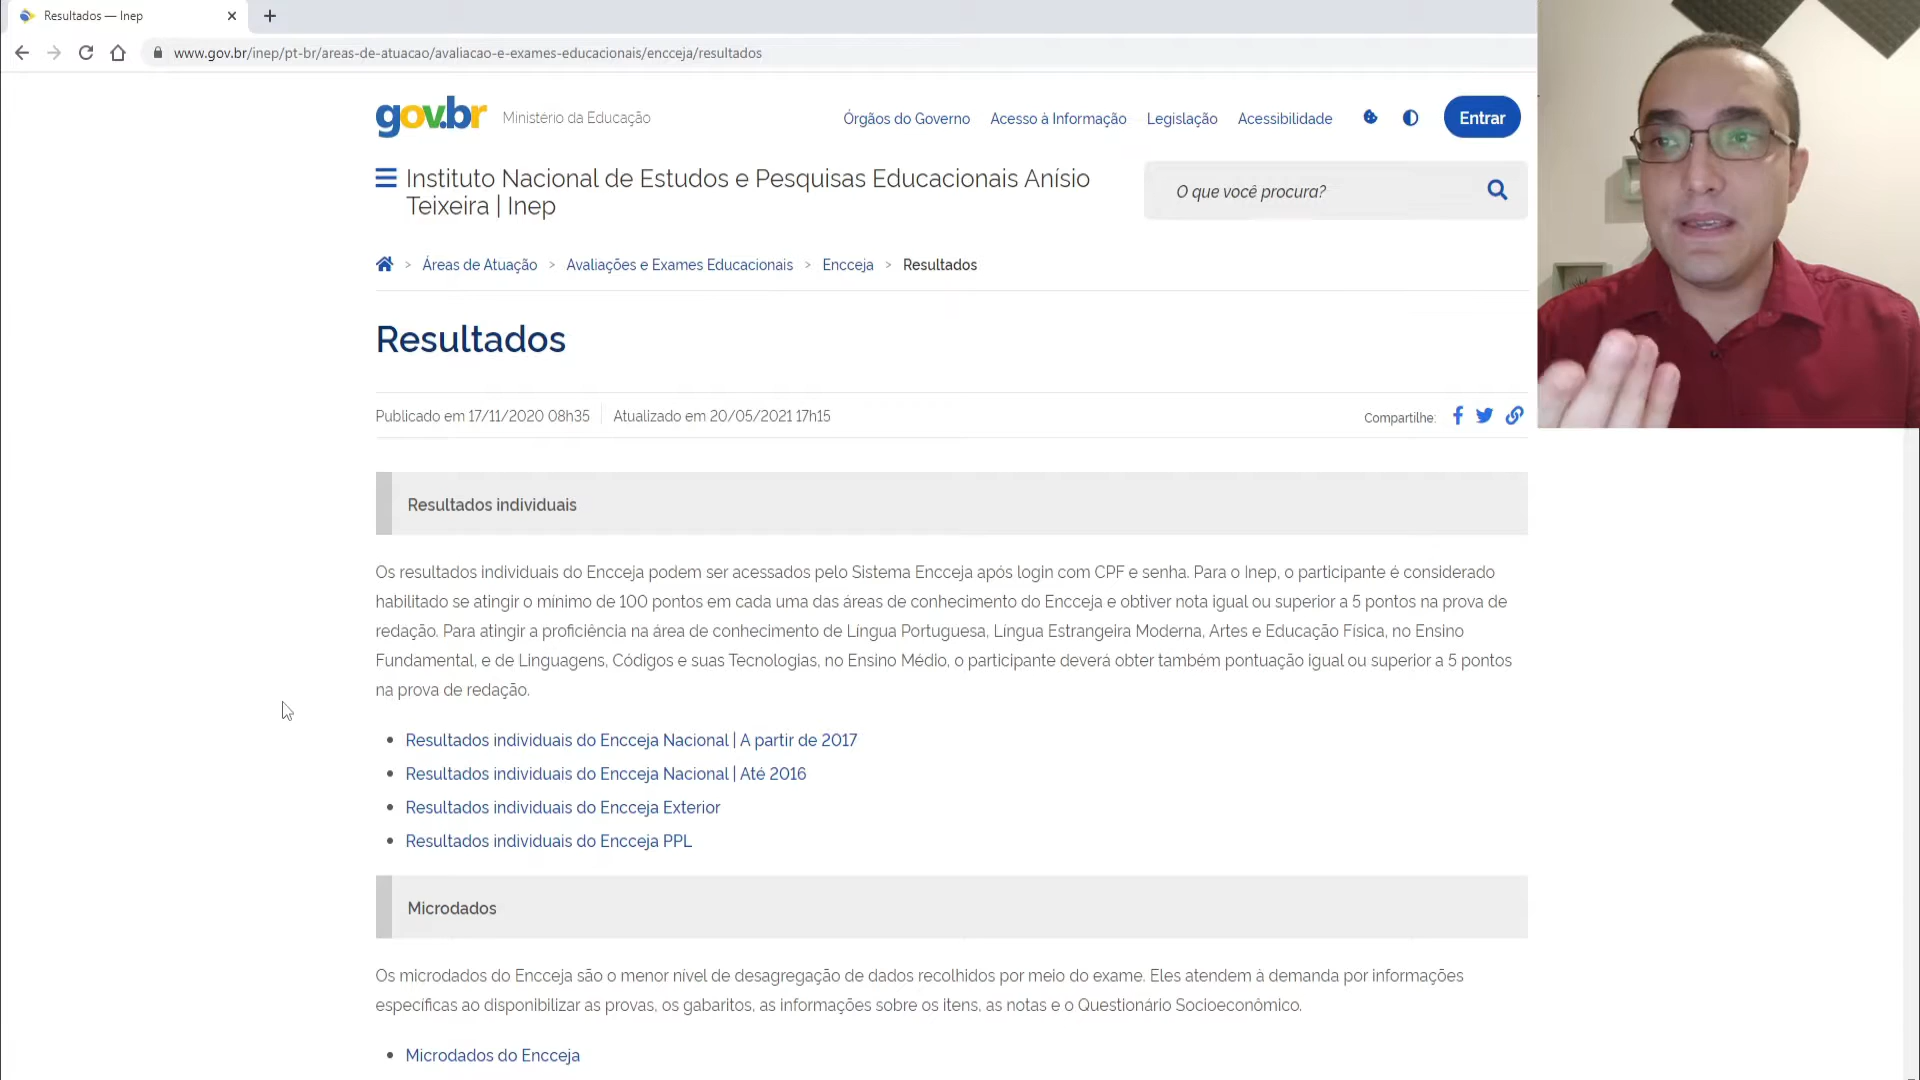 Resultados — Inep
www.gov.br/inep/pt-br/areas-de-atuacao/avaliacao-e-exames-educacionais/encceja/resultados
gov.br Ministério da Educação Órgãos do Governo Acesso à Informação Legislação Acessibilidade Entrar
Instituto Nacional de Estudos e Pesquisas Educacionais Anísio
Teixeira | Inep
O que você procura?
> Áreas de Atuação > Avaliações e Exames Educacionais > Encceja > Resultados
Resultados
Publicado em 17/11/2020 08h35 Atualizado em 20/05/2021 17h15 Compartilhe:
Resultados individuais
Os resultados individuais do Encceja podem ser acessados pelo Sistema Encceja após login com CPF e senha. Para o Inep, o participante é considerado
habilitado se atingir o mínimo de 100 pontos em cada uma das áreas de conhecimento do Encceja e obtiver nota igual ou superior a 5 pontos na prova de
redação. Para atingir a proficiência na área de conhecimento de Língua Portuguesa, Língua Estrangeira Moderna, Artes e Educação Física, no Ensino
Fundamental, e de Linguagens, Códigos e suas Tecnologias, no Ensino Médio, o participante deverá obter também pontuação igual ou superior a 5 pontos
na prova de redação.
• Resultados individuais do Encceja Nacional | A partir de 2017
• Resultados individuais do Encceja Nacional | Até 2016
• Resultados individuais do Encceja Exterior
• Resultados individuais do Encceja PPL
Microdados
Os microdados do Encceja são o menor nível de desagregação de dados recolhidos por meio do exame. Eles atendem à demanda por informações
específicas ao disponibilizar as provas, os gabaritos, as informações sobre os itens, as notas e o Questionário Socioeconômico.
• Microdados do Encceja